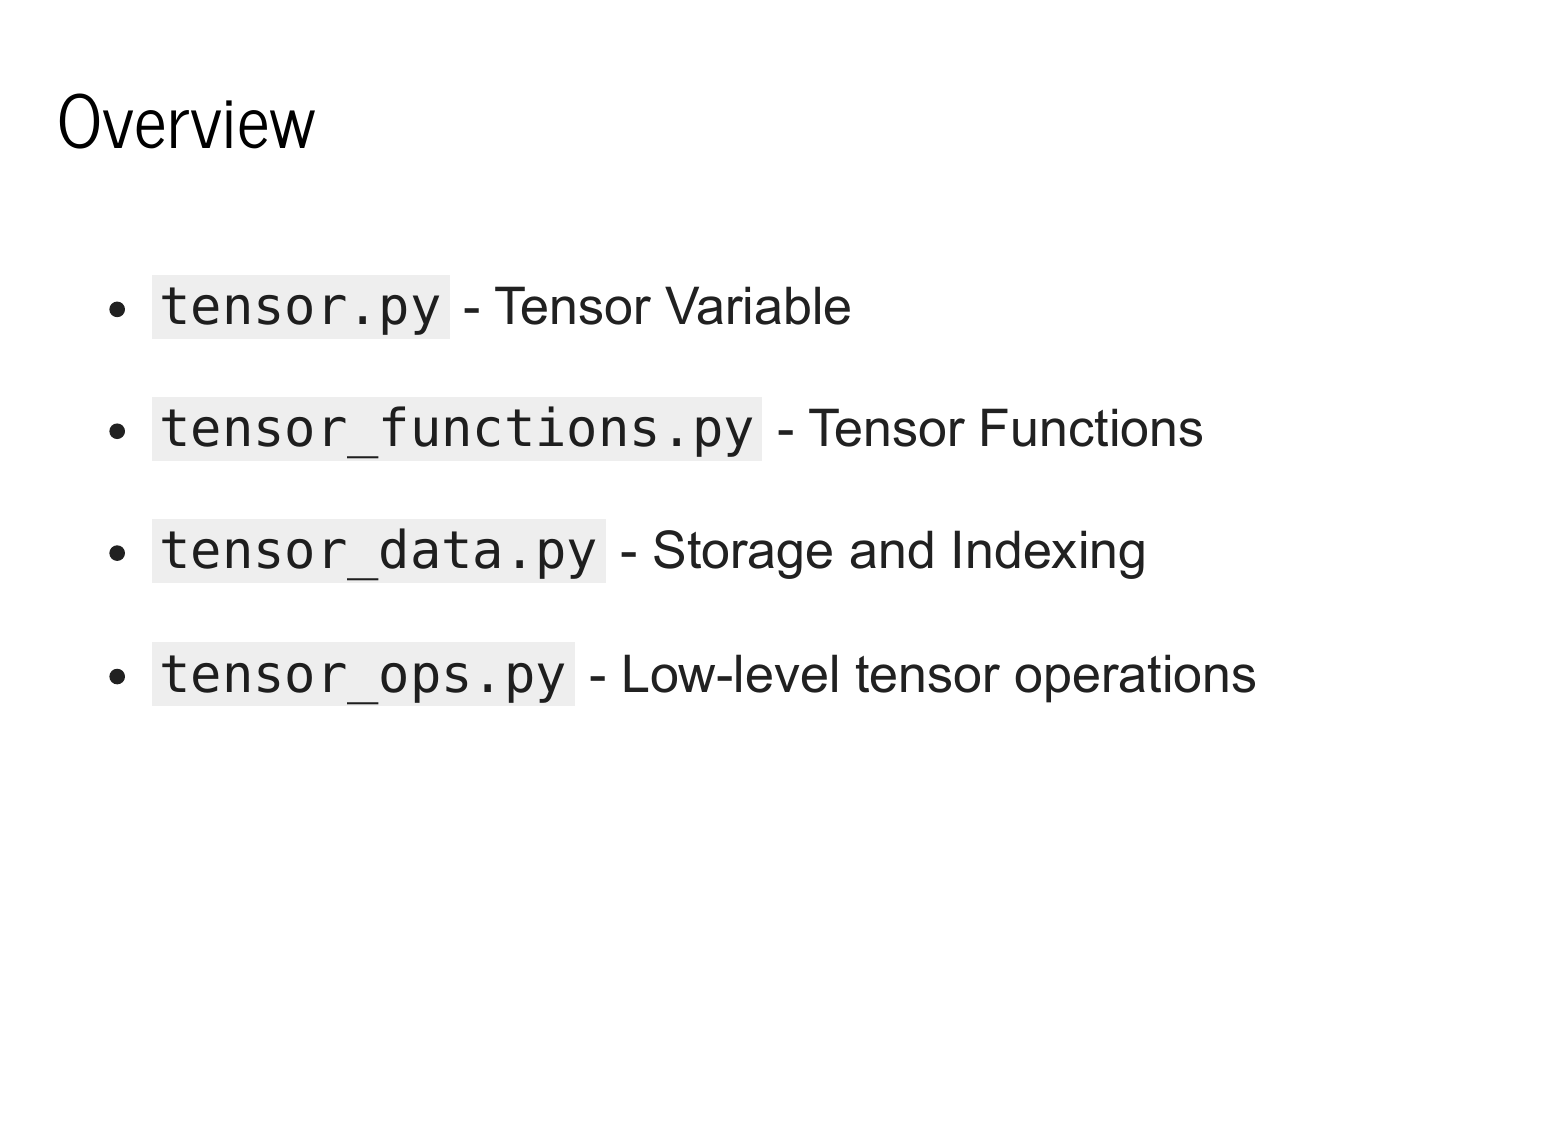 Overview
• tensor.py - Tensor Variable
• tensor_functions.py - Tensor Functions
• tensor_data.py - Storage and Indexing
• tensor_ops.py - Low-level tensor operations